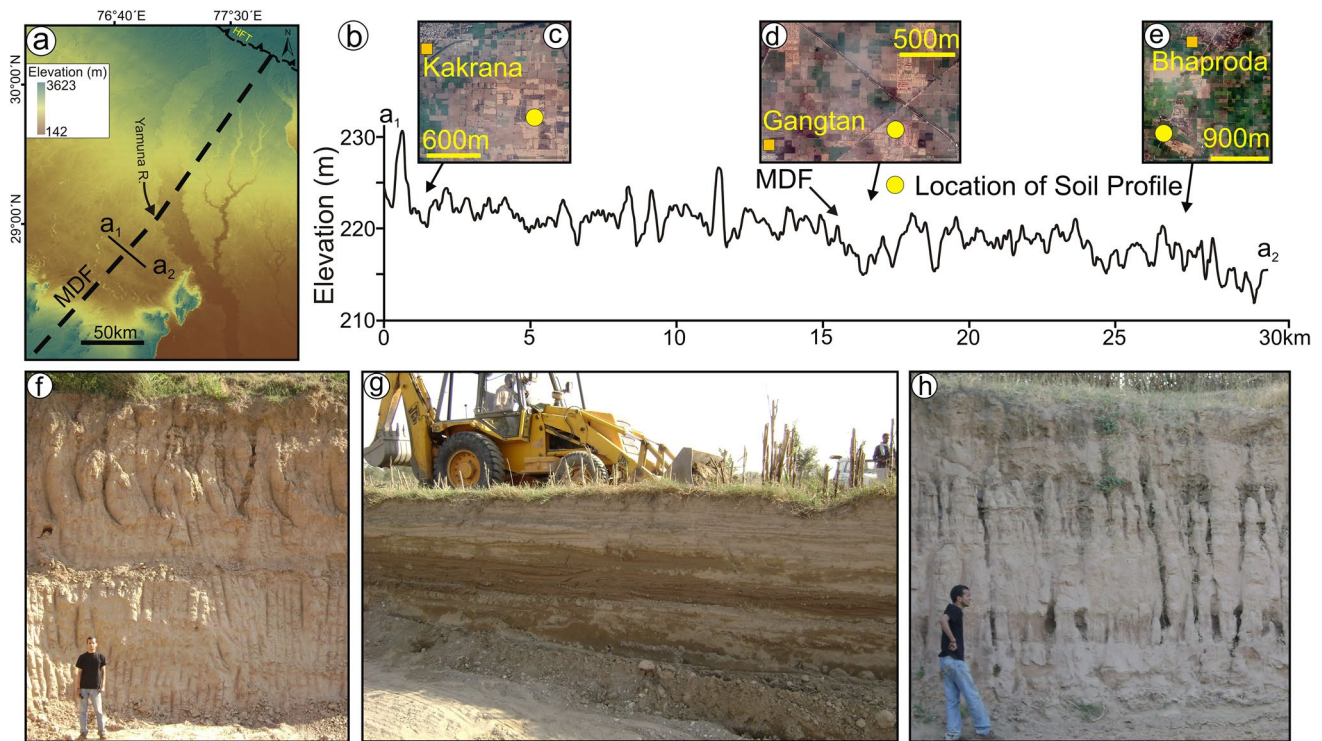 76°40´E
77°30´E
a
HFT
N
Elevation (m)
3623
142
30°00´N
29°00´N
Yamuna R.
a1
a2
MDF
50km
b
Elevation (m)
230
220
210
0
5
10
15
20
25
30km
a1
a2
MDF
Location of Soil Profile
c
Kakrana
600m
d
500m
Gangtan
e
Bhaproda
900m
f
g
h